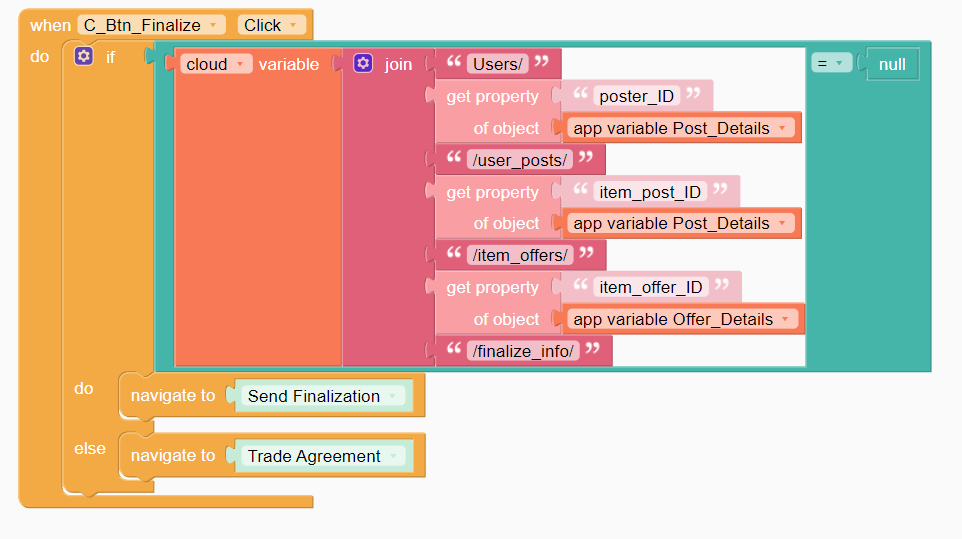 when C_Btn_Finalize Click
do if cloud variable join “ Users/ ” = null
get property “ poster_ID ”
of object app variable Post_Details
“ /user_posts/ ”
get property “ item_post_ID ”
of object app variable Post_Details
“ /item_offers/ ”
get property “ item_offer_ID ”
of object app variable Offer_Details
“ /finalize_info/ ”
do navigate to Send Finalization
else navigate to Trade Agreement